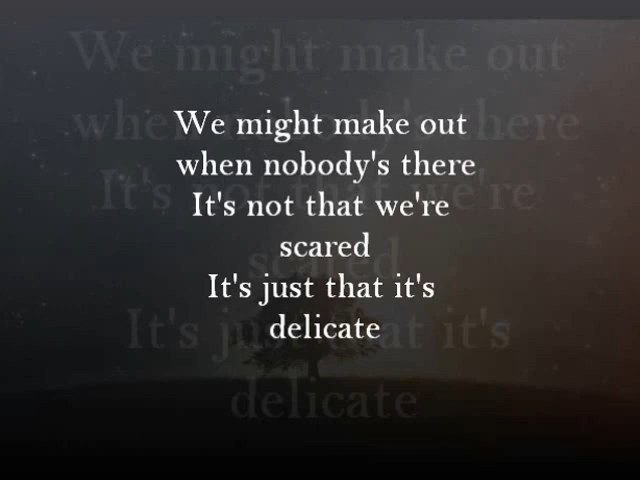 We might make out
when nobody's there
It's not that we're
scared
It's just that it's
delicate